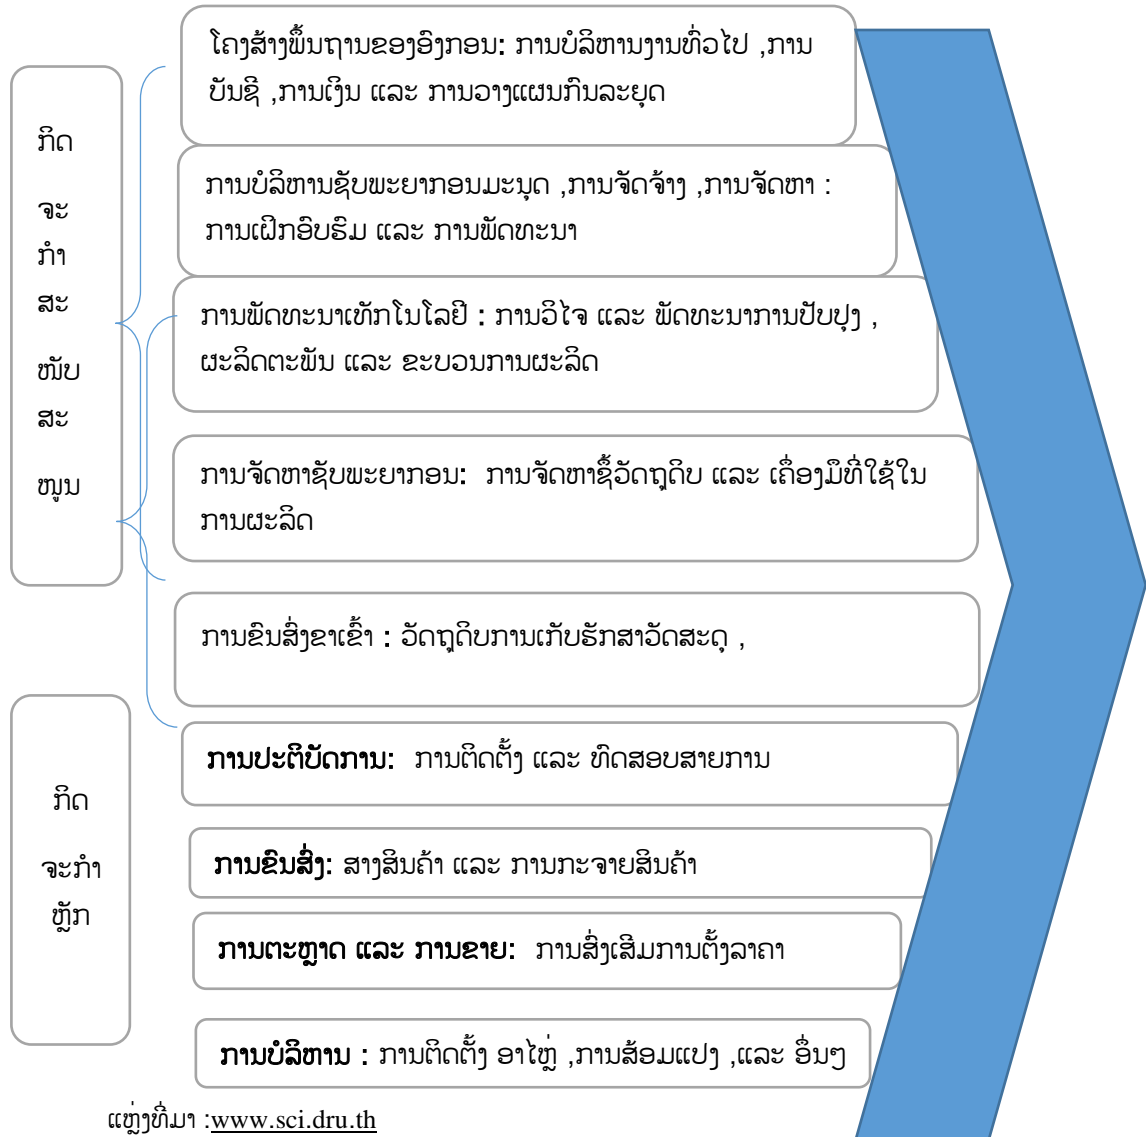 ໂຄງສ້າງພຶ້ນຖານຂອງອົງກອນ: ການບໍລິຫານງານທົ່ວໄປ ,ການ
ບັນຊີ ,ການເງິນ ແລະ ການວາງແຜນກົນລະຍຸດ
ກິດ
ຈະ
ກຳ
ສະ
ໜັບ
ສະ
ໜູນ
ການບໍລິຫານຊັບພະຍາກອນມະນຸດ ,ການຈັດຈ້າງ ,ການຈັດຫາ :
ການເຝິກອົບຮົມ ແລະ ການພັດທະນາ
ການພັດທະນາເທັກໂນໂລຢີ : ການວິໄຈ ແລະ ພັດທະນາການປັບປຸງ ,
ຜະລິດຕະພັນ ແລະ ຂະບວນການຜະລິດ
ການຈັດຫາຊັບພະຍາກອນ: ການຈັດຫາຊື້ວັດຖຸດິບ ແລະ ເຄື່ອງມືທີ່ໃຊ້ໃນ
ການຜະລິດ
ການຂົນສົ່ງຂາເຂົ້າ : ວັດຖຸດິບການເກັບຮັກສາວັດສະດຸ ,
ກິດ
ຈະກຳ
ຫຼັກ
ການປະຕິບັດການ: ການຕິດຕັ້ງ ແລະ ທົດສອບສາຍການ
ການຂົນສົ່ງ: ສາງສິນຄ້າ ແລະ ການກະຈາຍສິນຄ້າ
ການຕະຫຼາດ ແລະ ການຂາຍ: ການສົ່ງເສີມການຕັ້ງລາຄາ
ການບໍລິຫານ : ການຕິດຕັ້ງ ອາໄຫຼ່ ,ການສ້ອມແປງ ,ແລະ ອຶ່ນໆ
ແຫຼ່ງທີ່ມາ :www.sci.dru.th